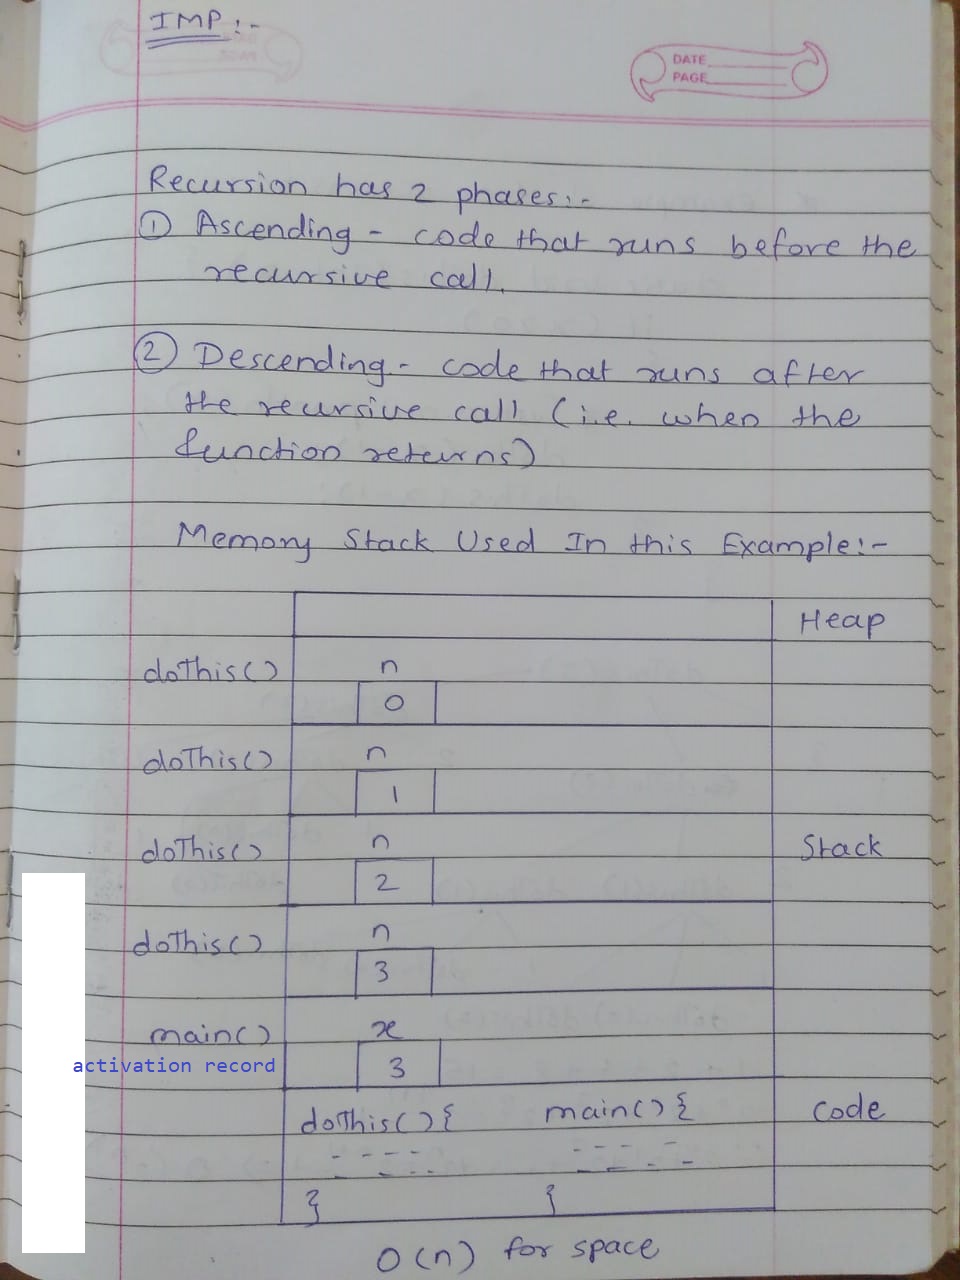 IMP :-
DATE
PAGE
Recursion has 2 phases :-
① Ascending - code that runs before the
recursive call.
② Descending - code that runs after
the recursive call (i.e. when the
function returns)
Memory Stack Used In this Example :-
Heap
doThis() n
0
doThis() n
1
doThis() n Stack
2
doThis() n
3
main() x
activation record 3
doThis(){ main(){ Code
} }
O(n) for space